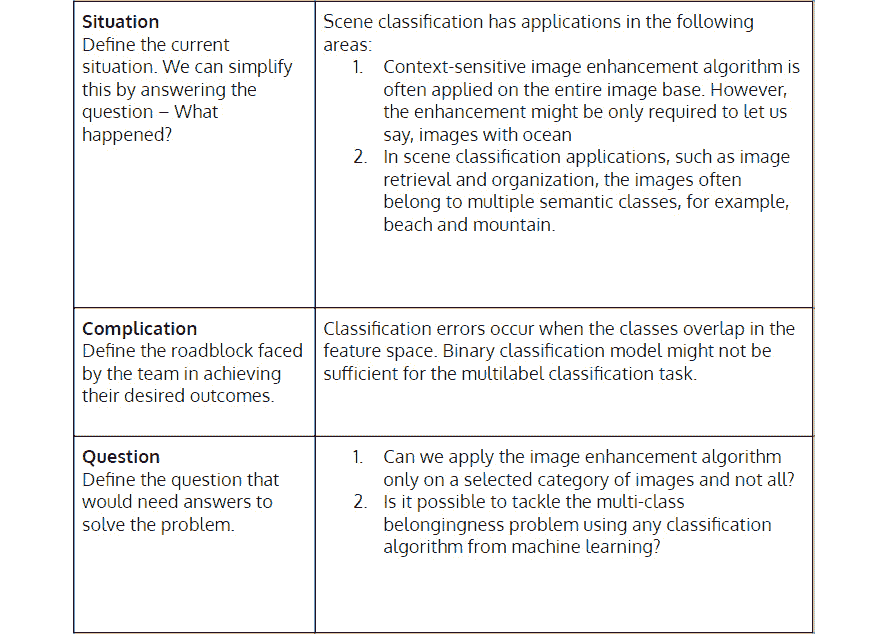 Situation
Define the current
situation. We can simplify
this by answering the
question – What
happened?
Scene classification has applications in the following
areas:
1. Context-sensitive image enhancement algorithm is
often applied on the entire image base. However,
the enhancement might be only required to let us
say, images with ocean
2. In scene classification applications, such as image
retrieval and organization, the images often
belong to multiple semantic classes, for example,
beach and mountain.
Complication
Define the roadblock faced
by the team in achieving
their desired outcomes.
Classification errors occur when the classes overlap in the
feature space. Binary classification model might not be
sufficient for the multilabel classification task.
Question
Define the question that
would need answers to
solve the problem.
1. Can we apply the image enhancement algorithm
only on a selected category of images and not all?
2. Is it possible to tackle the multi-class
belongingness problem using any classification
algorithm from machine learning?